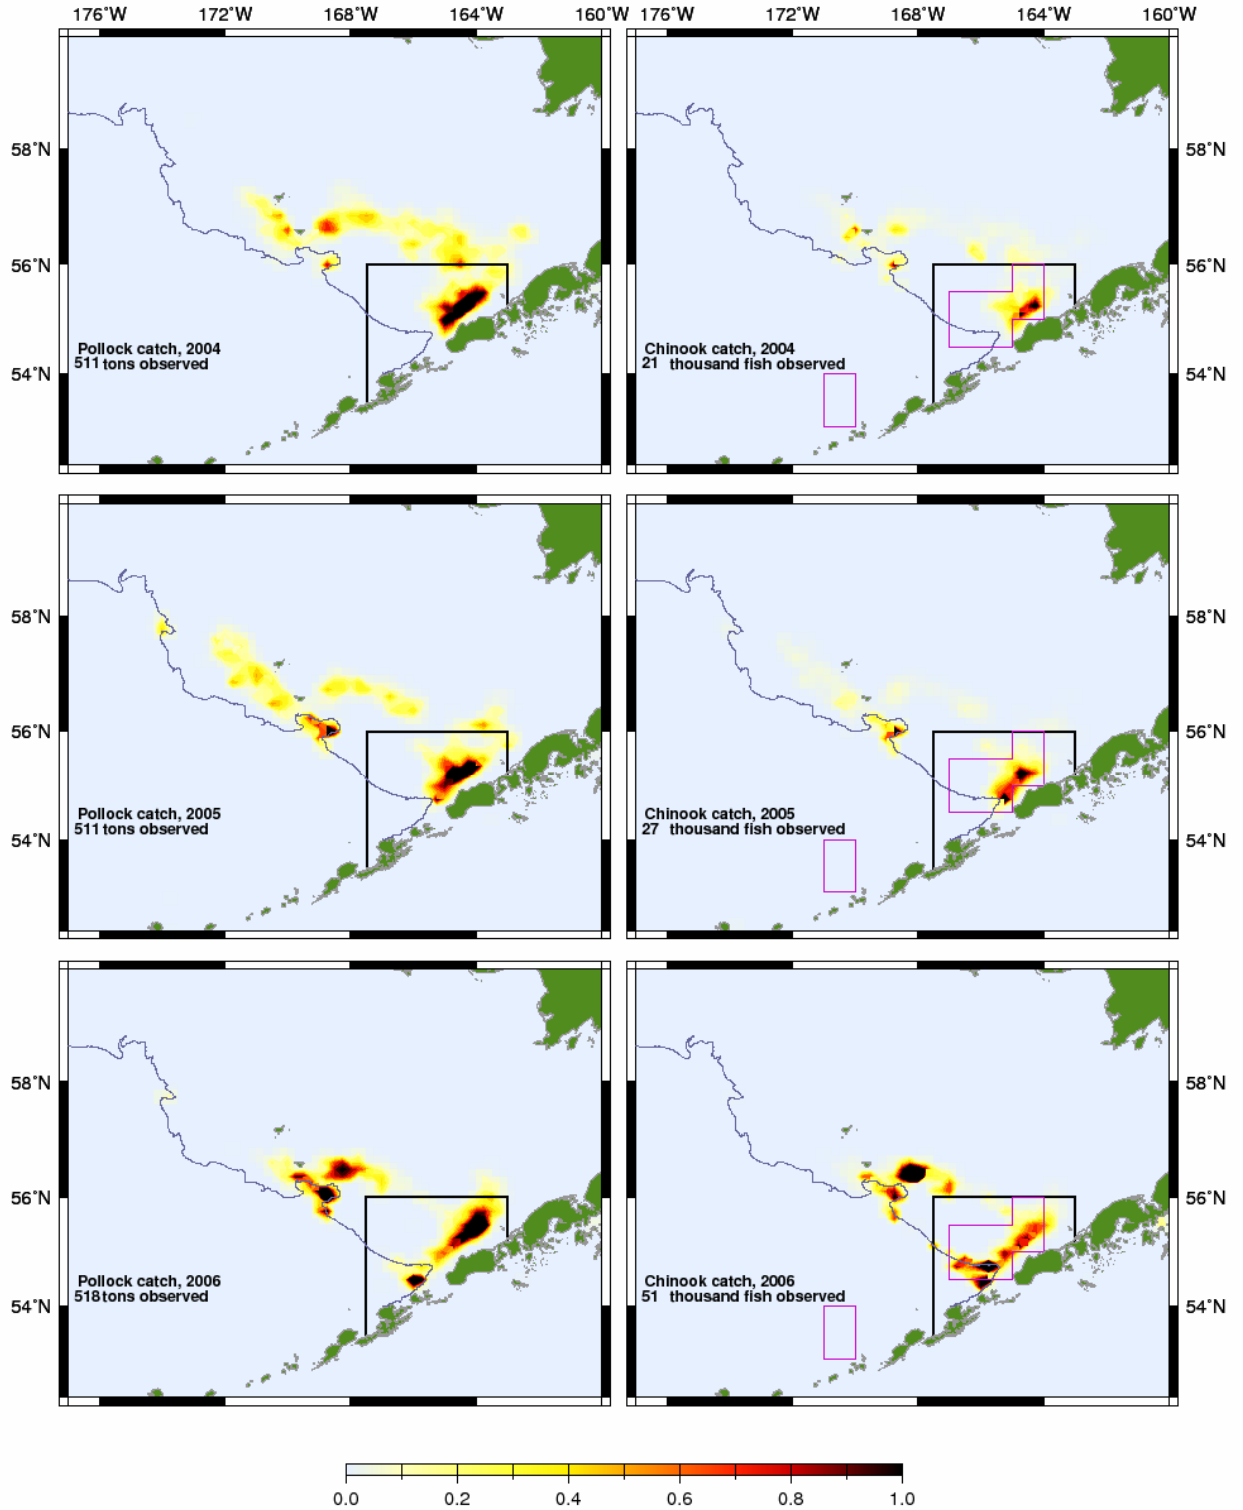 176°W 172°W 168°W 164°W 160°W 176°W 172°W 168°W 164°W 160°W
58°N 58°N
56°N 56°N
Pollock catch, 2004 Chinook catch, 2004
511 tons observed 21 thousand fish observed
54°N 54°N
58°N 58°N
56°N 56°N
Pollock catch, 2005 Chinook catch, 2005
511 tons observed 27 thousand fish observed
54°N 54°N
58°N 58°N
56°N 56°N
Pollock catch, 2006 Chinook catch, 2006
518 tons observed 51 thousand fish observed
54°N 54°N
0.0 0.2 0.4 0.6 0.8 1.0